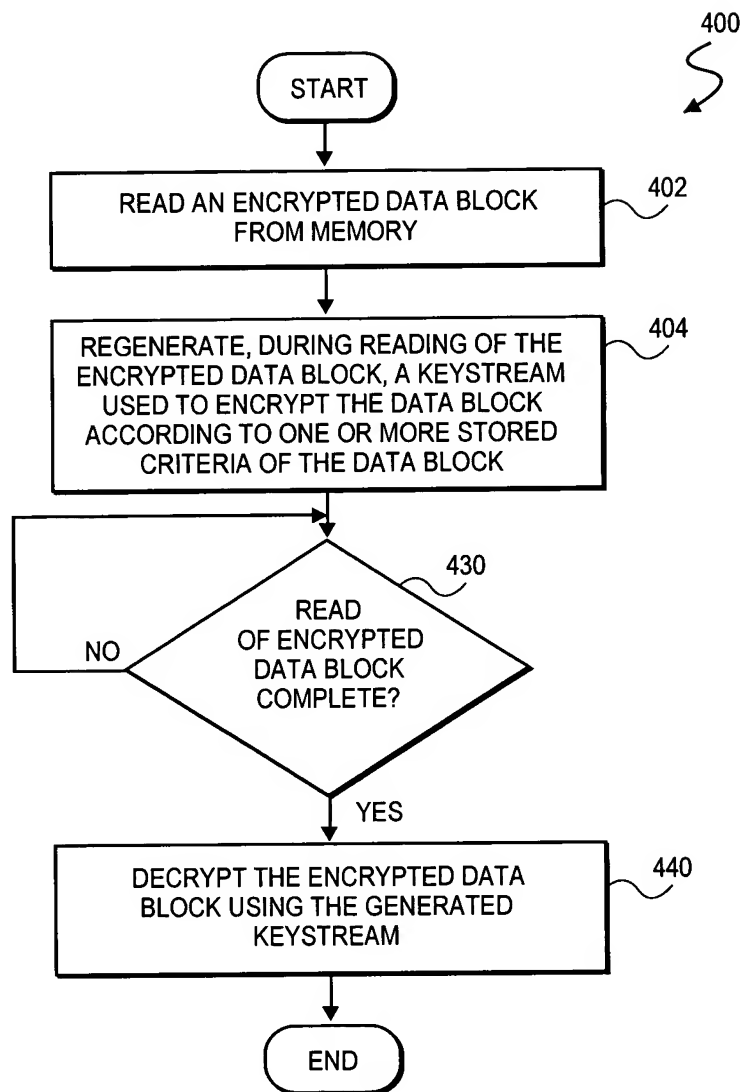 400
START
READ AN ENCRYPTED DATA BLOCK
FROM MEMORY
402
REGENERATE, DURING READING OF THE
ENCRYPTED DATA BLOCK, A KEYSTREAM
USED TO ENCRYPT THE DATA BLOCK
ACCORDING TO ONE OR MORE STORED
CRITERIA OF THE DATA BLOCK
404
430
READ
OF ENCRYPTED
DATA BLOCK
COMPLETE?
NO
YES
DECRYPT THE ENCRYPTED DATA
BLOCK USING THE GENERATED
KEYSTREAM
440
END